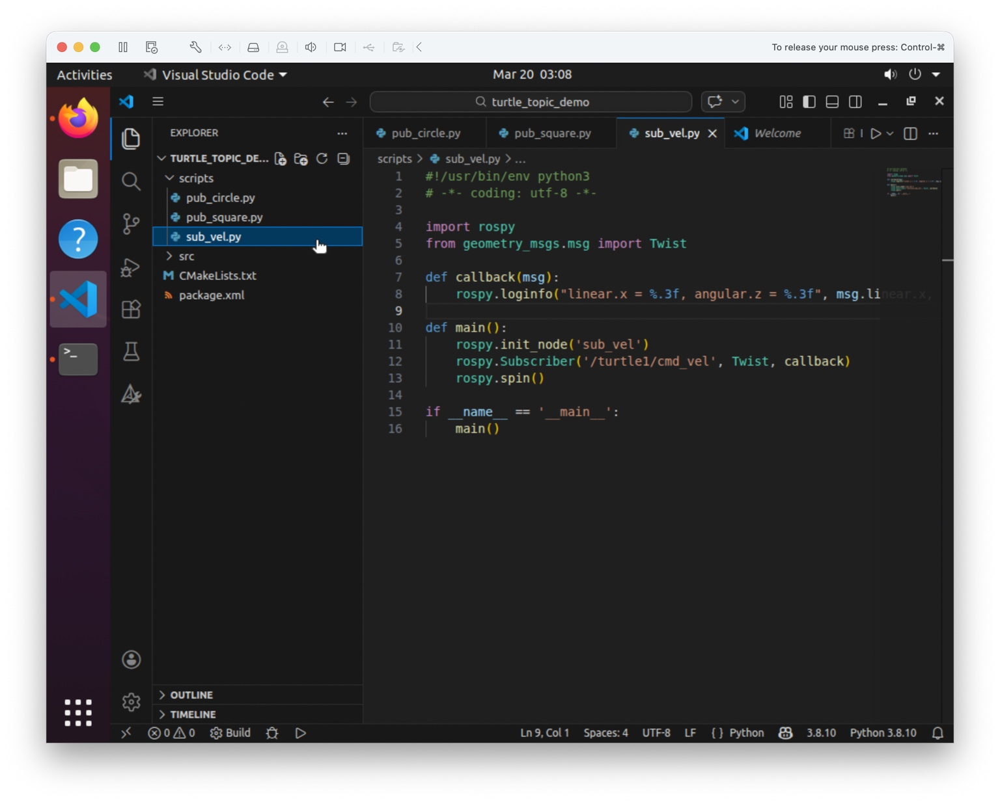 To release your mouse press: Control-⌘
Activities
Visual Studio Code
Mar 20 03:08
turtle_topic_demo
EXPLORER
TURTLE_TOPIC_DE...
scripts
pub_circle.py
pub_square.py
sub_vel.py
src
M CMakeLists.txt
package.xml
OUTLINE
TIMELINE
pub_circle.py
pub_square.py
sub_vel.py
Welcome
scripts > sub_vel.py > ...
1 #!/usr/bin/env python3
2 # -*- coding: utf-8 -*-
3
4 import rospy
5 from geometry_msgs.msg import Twist
6
7 def callback(msg):
8     rospy.loginfo("linear.x = %.3f, angular.z = %.3f", msg.linear.x,
9
10 def main():
11     rospy.init_node('sub_vel')
12     rospy.Subscriber('/turtle1/cmd_vel', Twist, callback)
13     rospy.spin()
14
15 if __name__ == '__main__':
16     main()
0 0 Build
Ln 9, Col 1 Spaces: 4 UTF-8 LF { } Python 3.8.10 Python 3.8.10